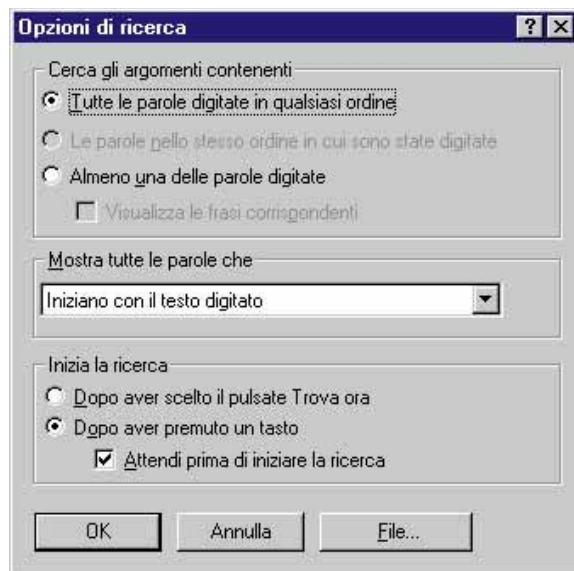 Opzioni di ricerca
Cerca gli argomenti contenenti
Tutte le parole digitate in qualsiasi ordine
Le parole nello stesso ordine in cui sono state digitate
Almeno una delle parole digitate
Visualizza le frasi corrispondenti
Mostra tutte le parole che
Iniziano con il testo digitato
Inizia la ricerca
Dopo aver scelto il pulsate Trova ora
Dopo aver premuto un tasto
Attendi prima di iniziare la ricerca
OK Annulla File...